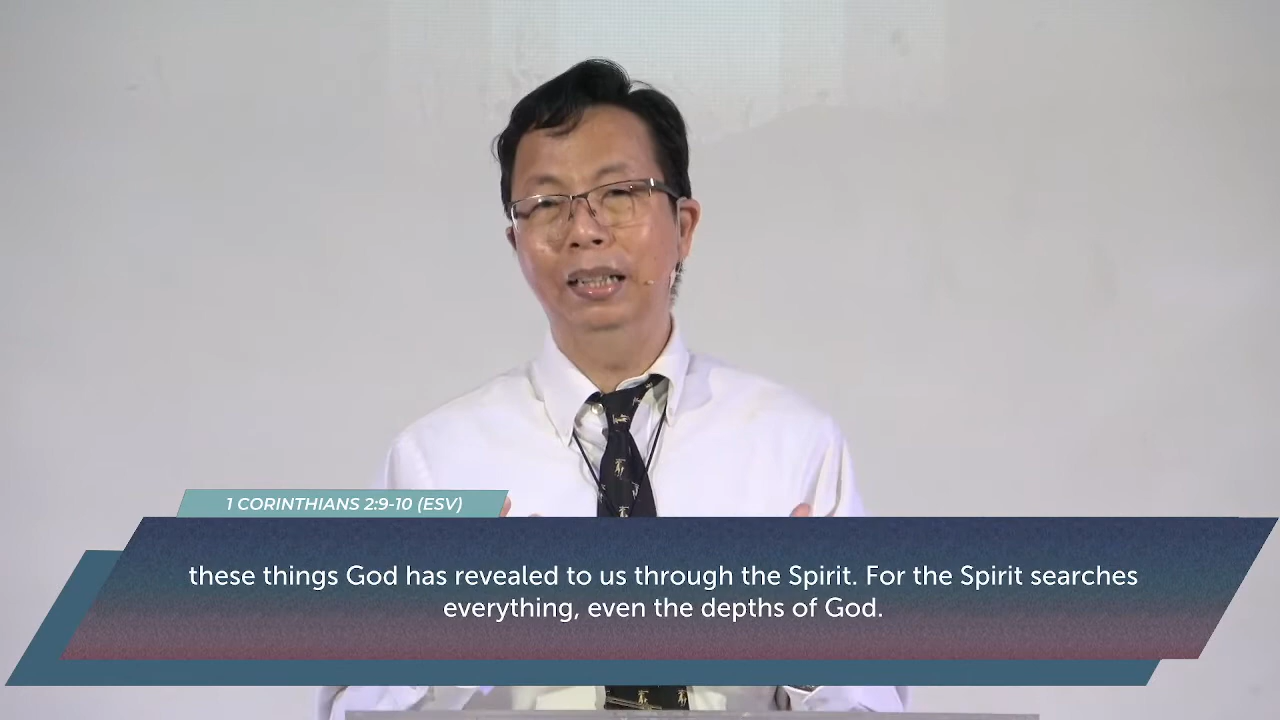 1 CORINTHIANS 2:9-10 (ESV)
these things God has revealed to us through the Spirit. For the Spirit searches
everything, even the depths of God.